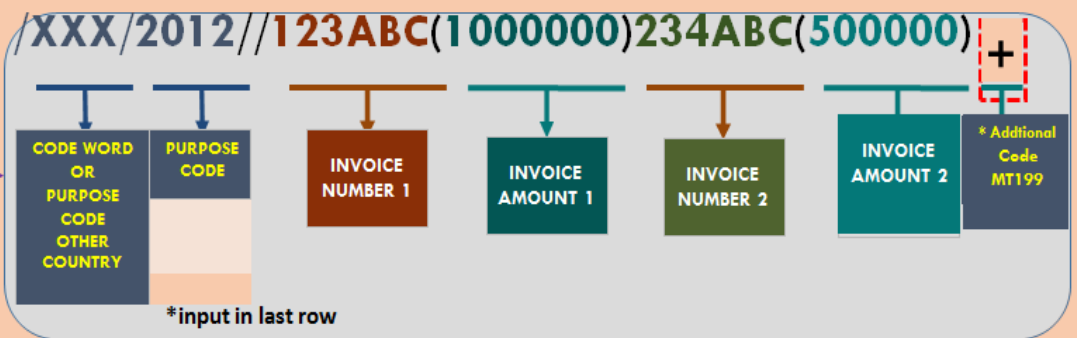 /XXX/2012//123ABC(1000000)234ABC(500000) +
CODE WORD
OR
PURPOSE
CODE
OTHER
COUNTRY
PURPOSE
CODE
INVOICE
NUMBER 1
INVOICE
AMOUNT 1
INVOICE
NUMBER 2
INVOICE
AMOUNT 2
* Addtional
Code
MT199
*input in last row